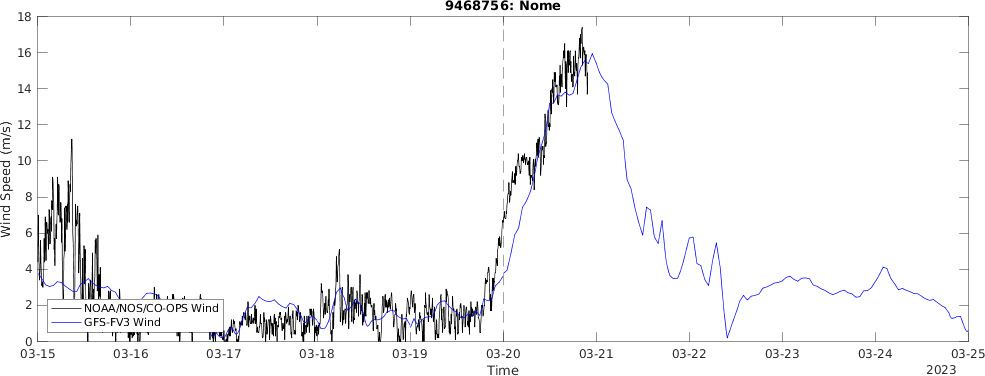 9468756: Nome
18
16
14
12
10
8
6
4
2
0
Wind Speed (m/s)
NOAA/NOS/CO-OPS Wind
GFS-FV3 Wind
03-15 03-16 03-17 03-18 03-19 03-20 03-21 03-22 03-23 03-24 03-25
Time
2023